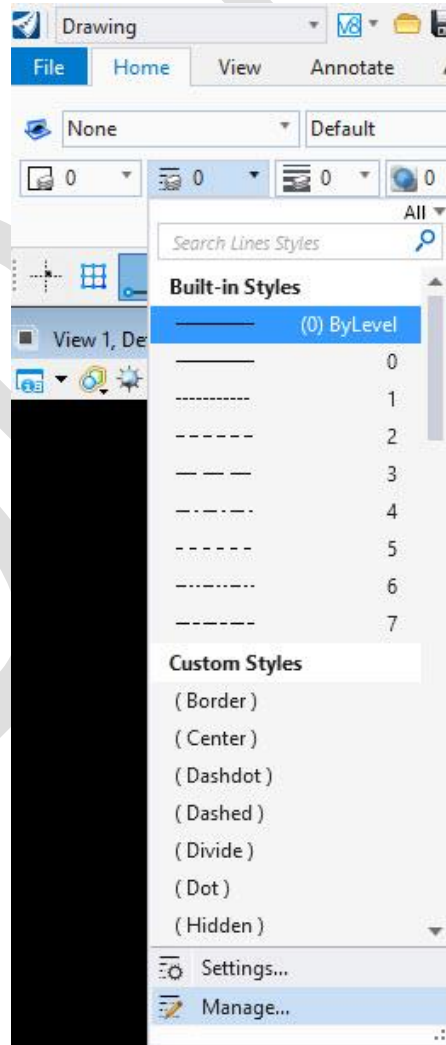 Drawing
V8
File Home View Annotate
None Default
0 0 0 0
All
Search Lines Styles
Built-in Styles
View 1, De
(0) ByLevel
0
1
2
3
4
5
6
7
Custom Styles
( Border )
( Center )
( Dashdot )
( Dashed )
( Divide )
( Dot )
( Hidden )
Settings...
Manage...